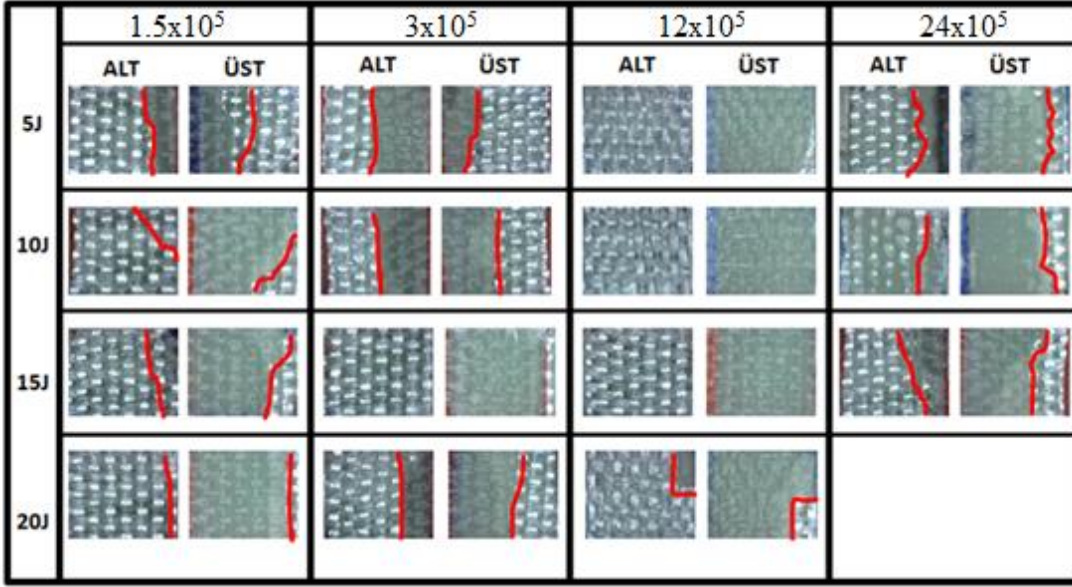 1.5x10⁵ 3x10⁵ 12x10⁵ 24x10⁵
ALT ÜST ALT ÜST ALT ÜST ALT ÜST
5J
10J
15J
20J